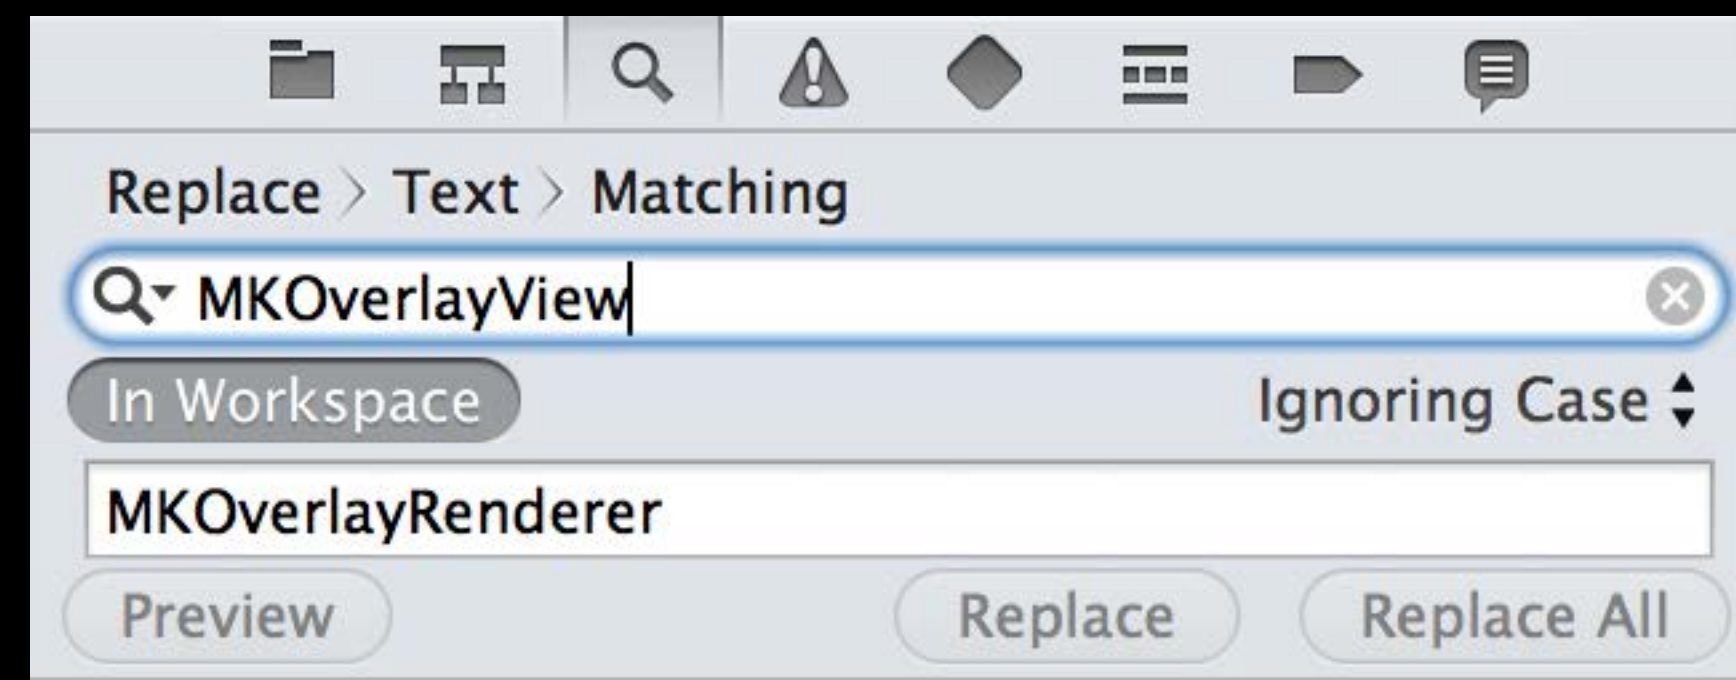 Replace > Text > Matching
MKOverlayView
In Workspace Ignoring Case
MKOverlayRenderer
Preview Replace Replace All